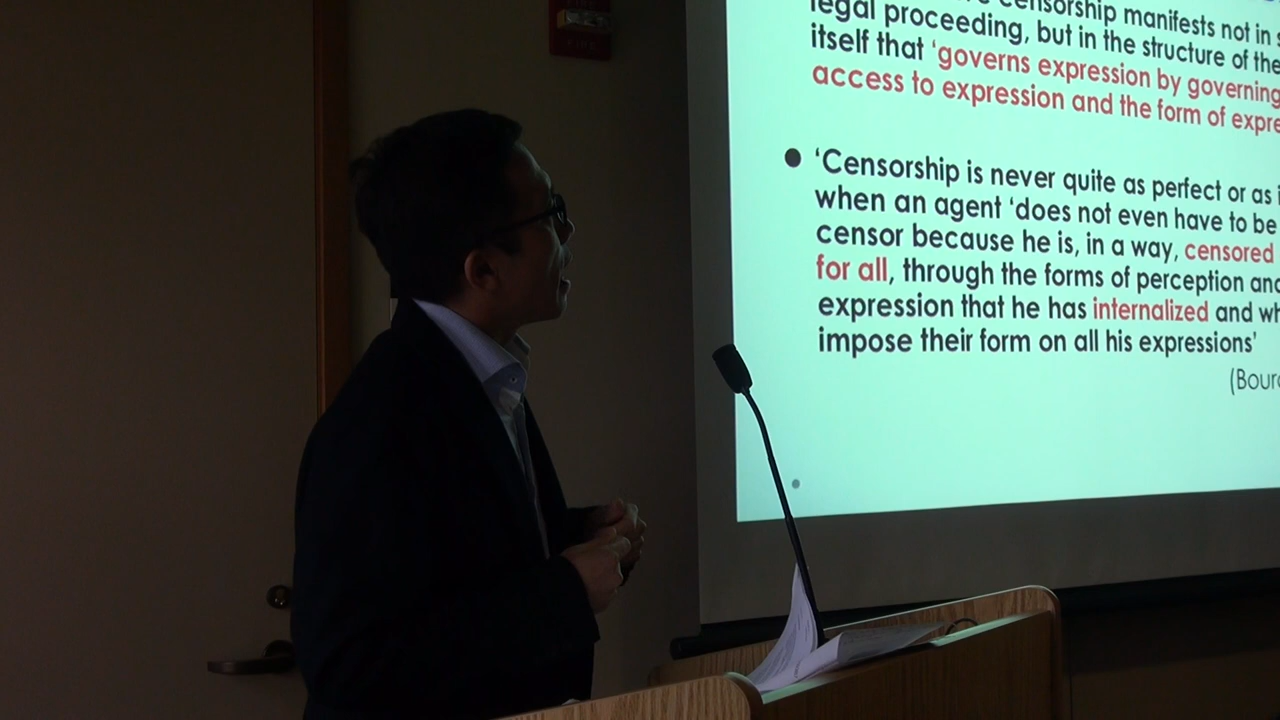 censorship manifests not in
legal proceeding, but in the structure of the
itself that ‘governs expression by governing
access to expression and the form of expre
● ‘Censorship is never quite as perfect or as
when an agent ‘does not even have to be
censor because he is, in a way, censored
for all, through the forms of perception and
expression that he has internalized and wh
impose their form on all his expressions’
(Bourd
FIRE